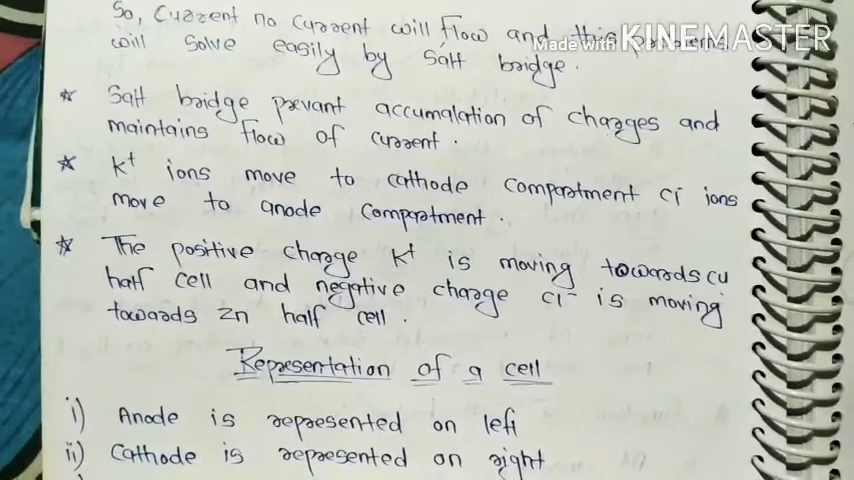 So, Current no current will flow and this problems
Made with KINEMASTER
will solve easily by salt bridge.
* Salt bridge prevant accumalation of charges and
maintains flow of current.
* K+ ions move to cathode compartment Cl- ions
move to anode compartment.
* The positive charge K+ is moving towards cu
half cell and negative charge Cl- is moving
towards Zn half cell.
Representation of a cell
i) Anode is represented on left
ii) Cathode is represented on right